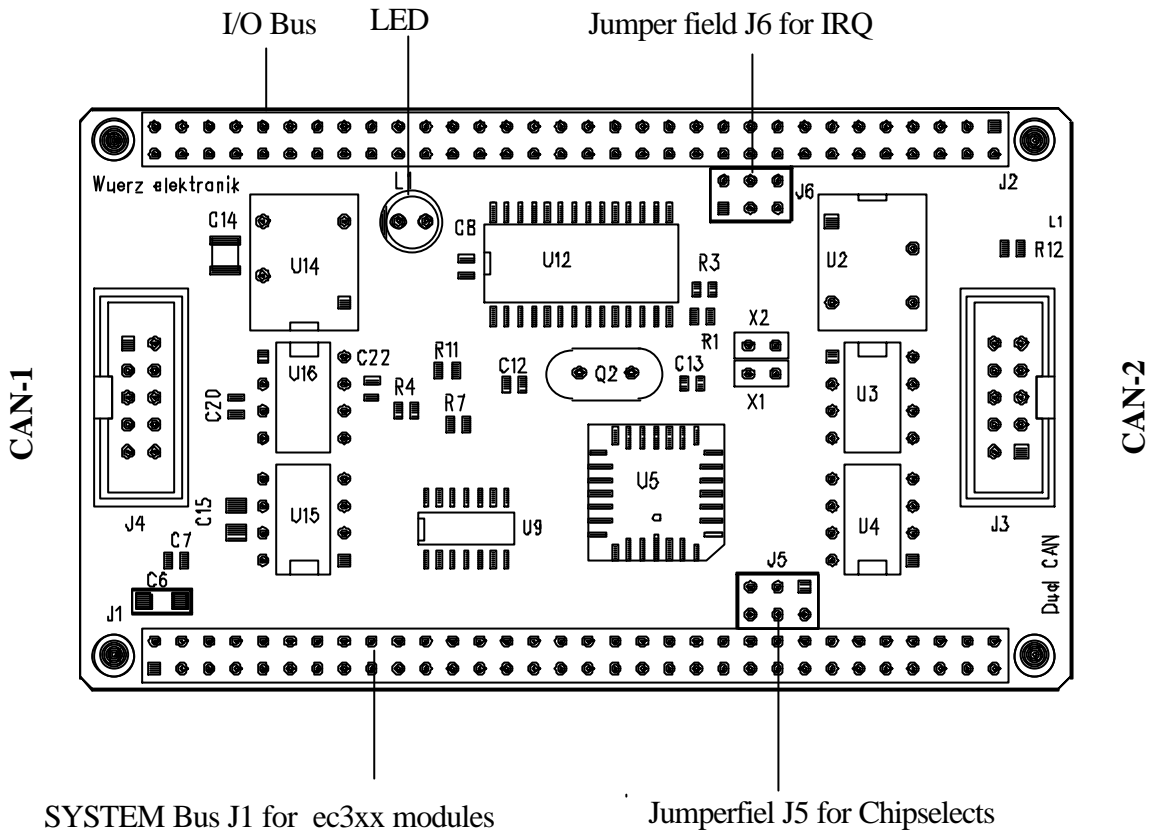 I/O Bus
LED
Jumper field J6 for IRQ
Wuerz elektronik
L1
J6
J2
C14
C8
L1
U14
U12
U2
R12
R3
R1
X2
CAN-1
CAN-2
U16
C22
R11
C12
Q2
C13
C20
R4
R7
X1
U3
U5
J4
C15
U15
U9
U4
J3
C7
C6
J5
J1
Dual CAN
SYSTEM Bus J1 for ec3xx modules
Jumperfiel J5 for Chipselects